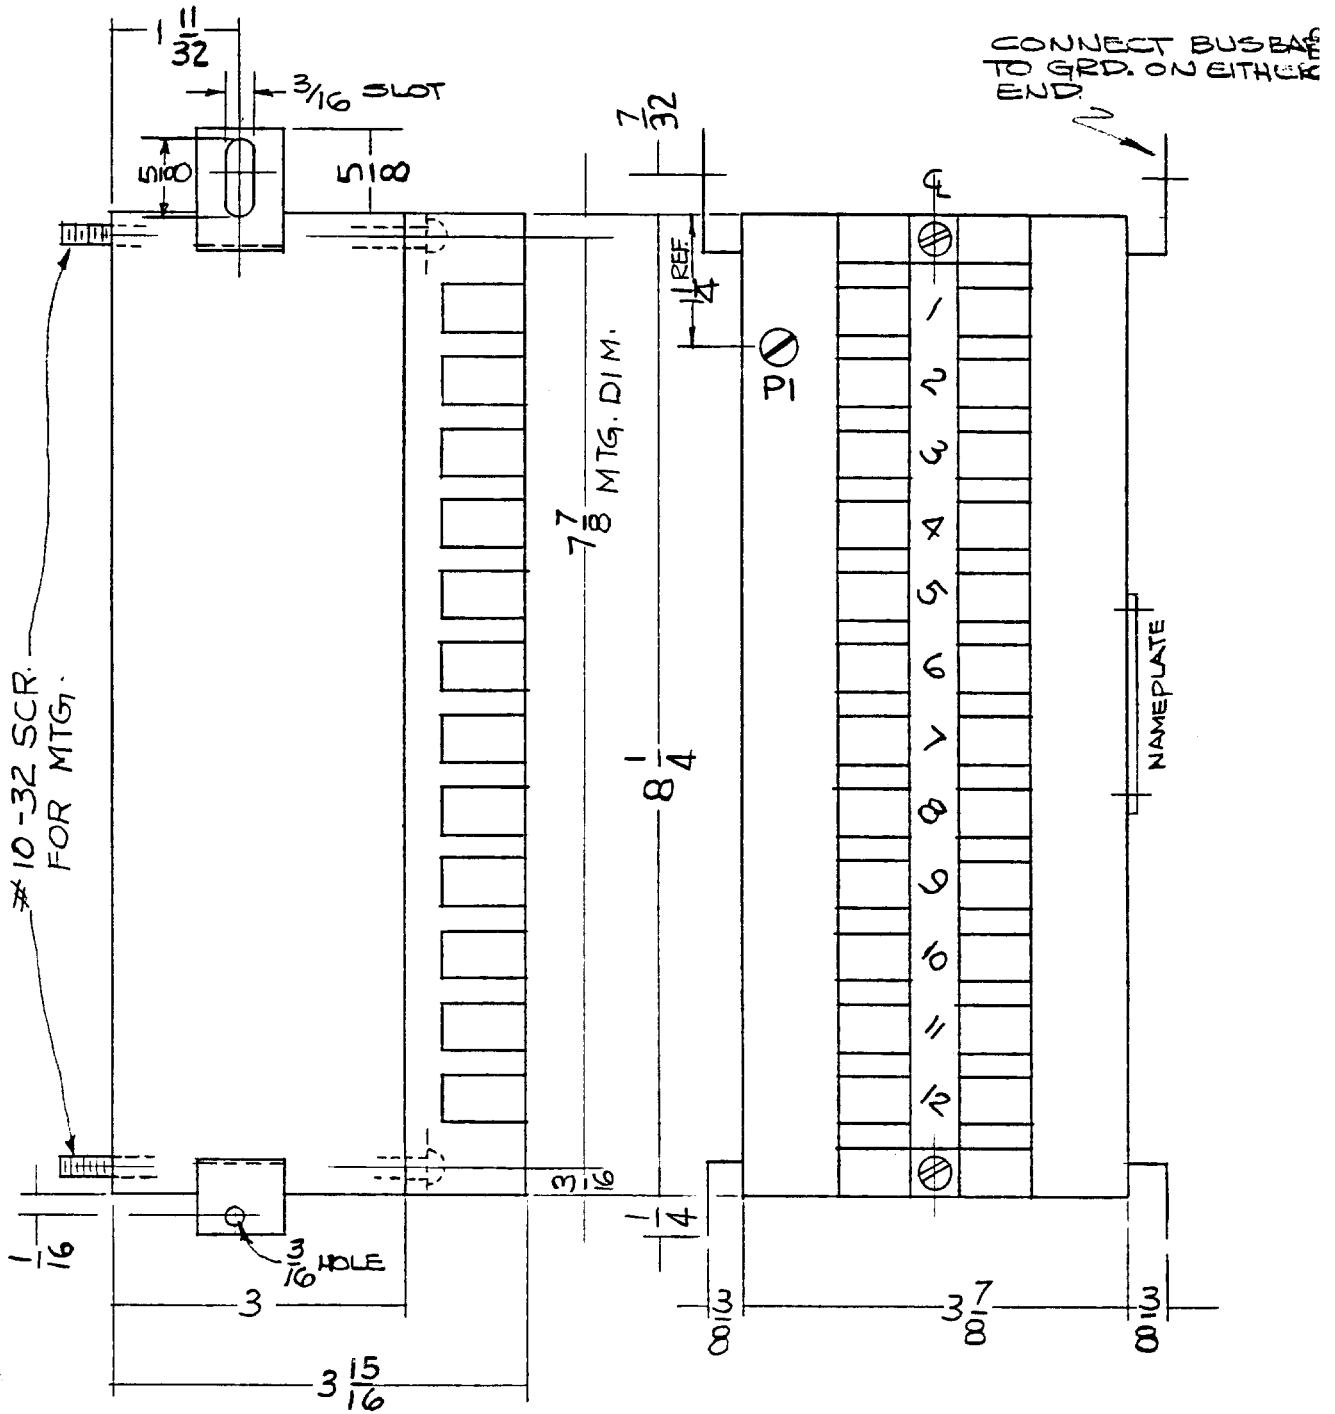 1 11/32
3/16 SLOT
5/8
5/8
7/32
CONNECT BUSBAR
TO GRD. ON EITHER
END.
℄
1 1/4 REF.
P1
7 7/8 MTG. DIM.
8 1/4
#10-32 SCR.
FOR MTG.
1
2
3
4
5
6
7
8
9
10
11
12
NAMEPLATE
3/16
1/4
1/16
3/16 HOLE
3
3 15/16
3/8
3 7/8
3/8